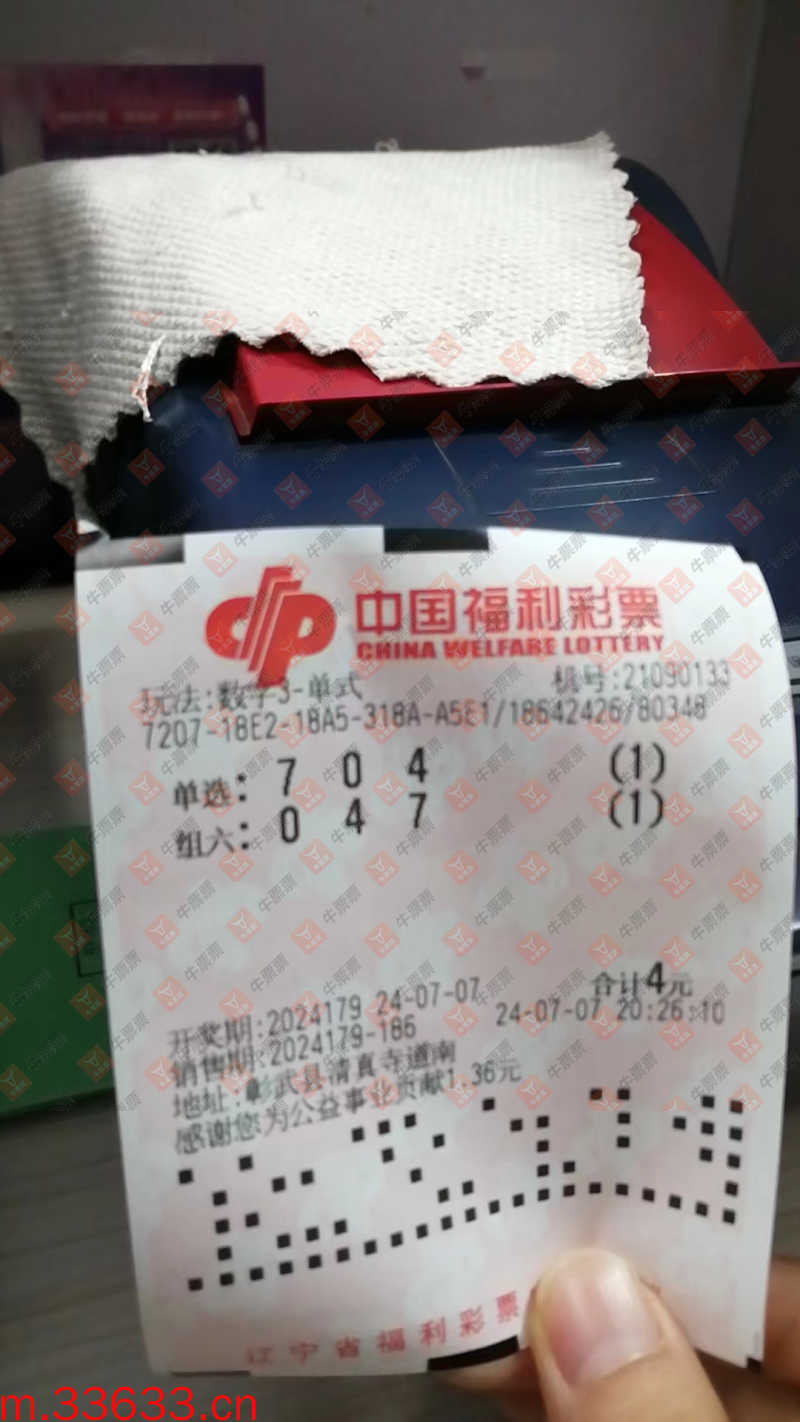 中国福利彩票
CHINA WELFARE LOTTERY
玩法:数字3-单式 机号:21090133
7207-18E2-18A5-318A-A5E1/18642426/80348
单选: 7 0 4 (1)
组六: 0 4 7 (1)
合计4元
开奖期:2024179 24-07-07 24-07-07 20:26:10
销售期:2024179-186
地址:彰武县清真寺道南
感谢您为公益事业贡献1.36元
辽宁省福利彩票
m.33633.cn
牛票票